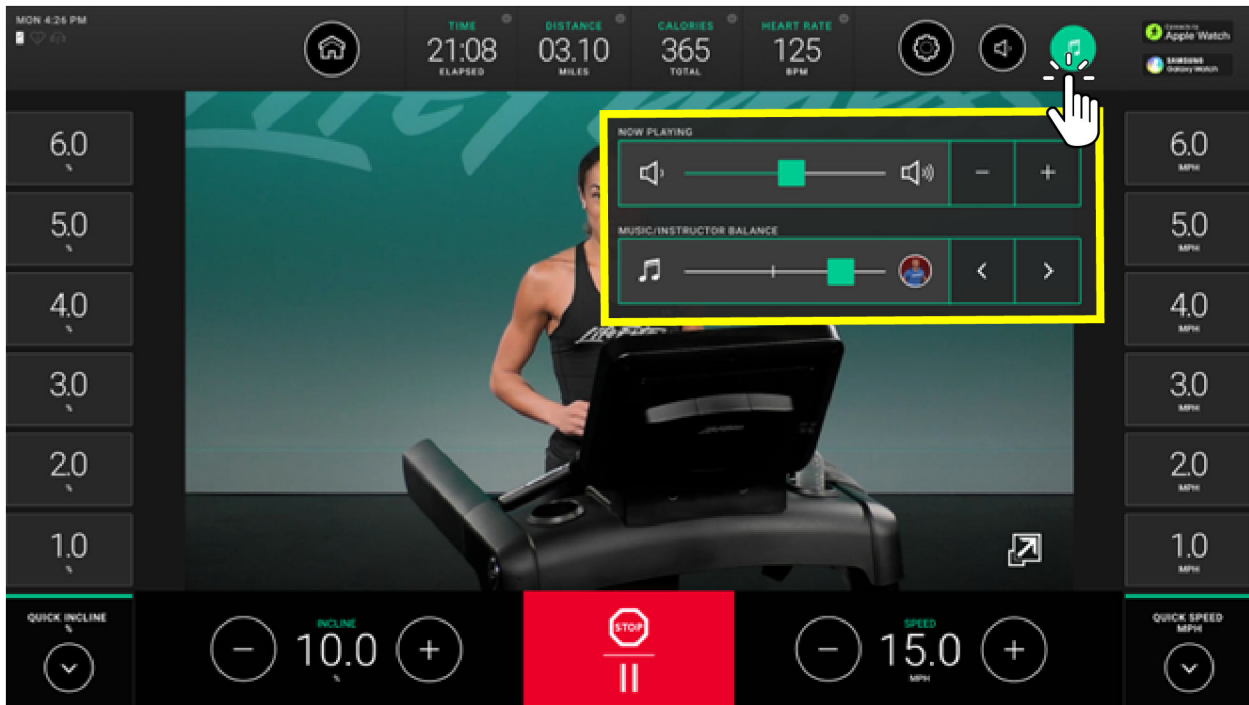 MON 4:26 PM
TIME
21:08
ELAPSED
DISTANCE
03.10
MILES
CALORIES
365
TOTAL
HEART RATE
125
BPM
Connects to
Apple Watch
SAMSUNG
Galaxy Watch
NOW PLAYING
MUSIC/INSTRUCTOR BALANCE
6.0
%
5.0
%
4.0
%
3.0
%
2.0
%
1.0
%
QUICK INCLINE
%
6.0
MPH
5.0
MPH
4.0
MPH
3.0
MPH
2.0
MPH
1.0
MPH
QUICK SPEED
MPH
INCLINE
10.0
%
STOP
SPEED
15.0
MPH